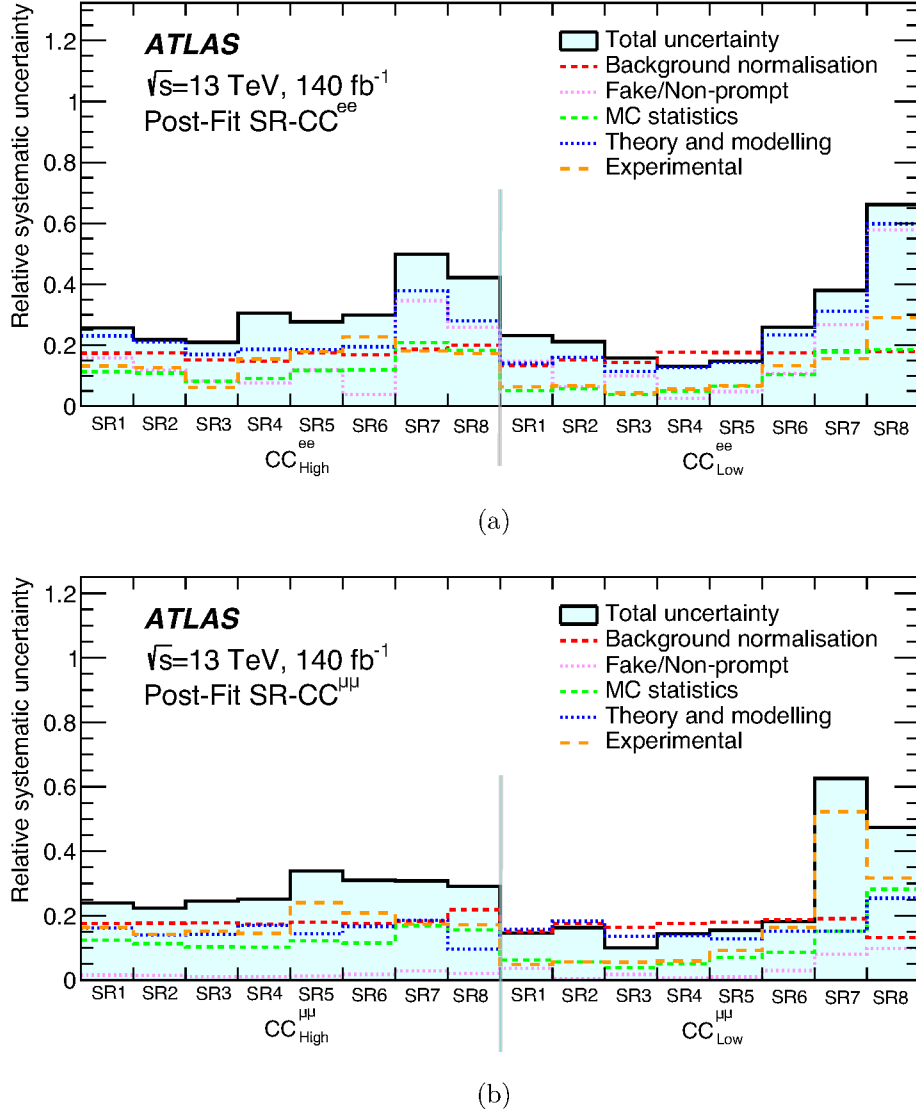 Relative systematic uncertainty
1.2
1
0.8
0.6
0.4
0.2
0
ATLAS
√s=13 TeV, 140 fb-1
Post-Fit SR-CCee
Total uncertainty
Background normalisation
Fake/Non-prompt
MC statistics
Theory and modelling
Experimental
SR1 SR2 SR3 SR4 SR5 SR6 SR7 SR8 SR1 SR2 SR3 SR4 SR5 SR6 SR7 SR8
CCeeHigh CCeeLow
(a)
Relative systematic uncertainty
1.2
1
0.8
0.6
0.4
0.2
0
ATLAS
√s=13 TeV, 140 fb-1
Post-Fit SR-CCμμ
Total uncertainty
Background normalisation
Fake/Non-prompt
MC statistics
Theory and modelling
Experimental
SR1 SR2 SR3 SR4 SR5 SR6 SR7 SR8 SR1 SR2 SR3 SR4 SR5 SR6 SR7 SR8
CCμμHigh CCμμLow
(b)